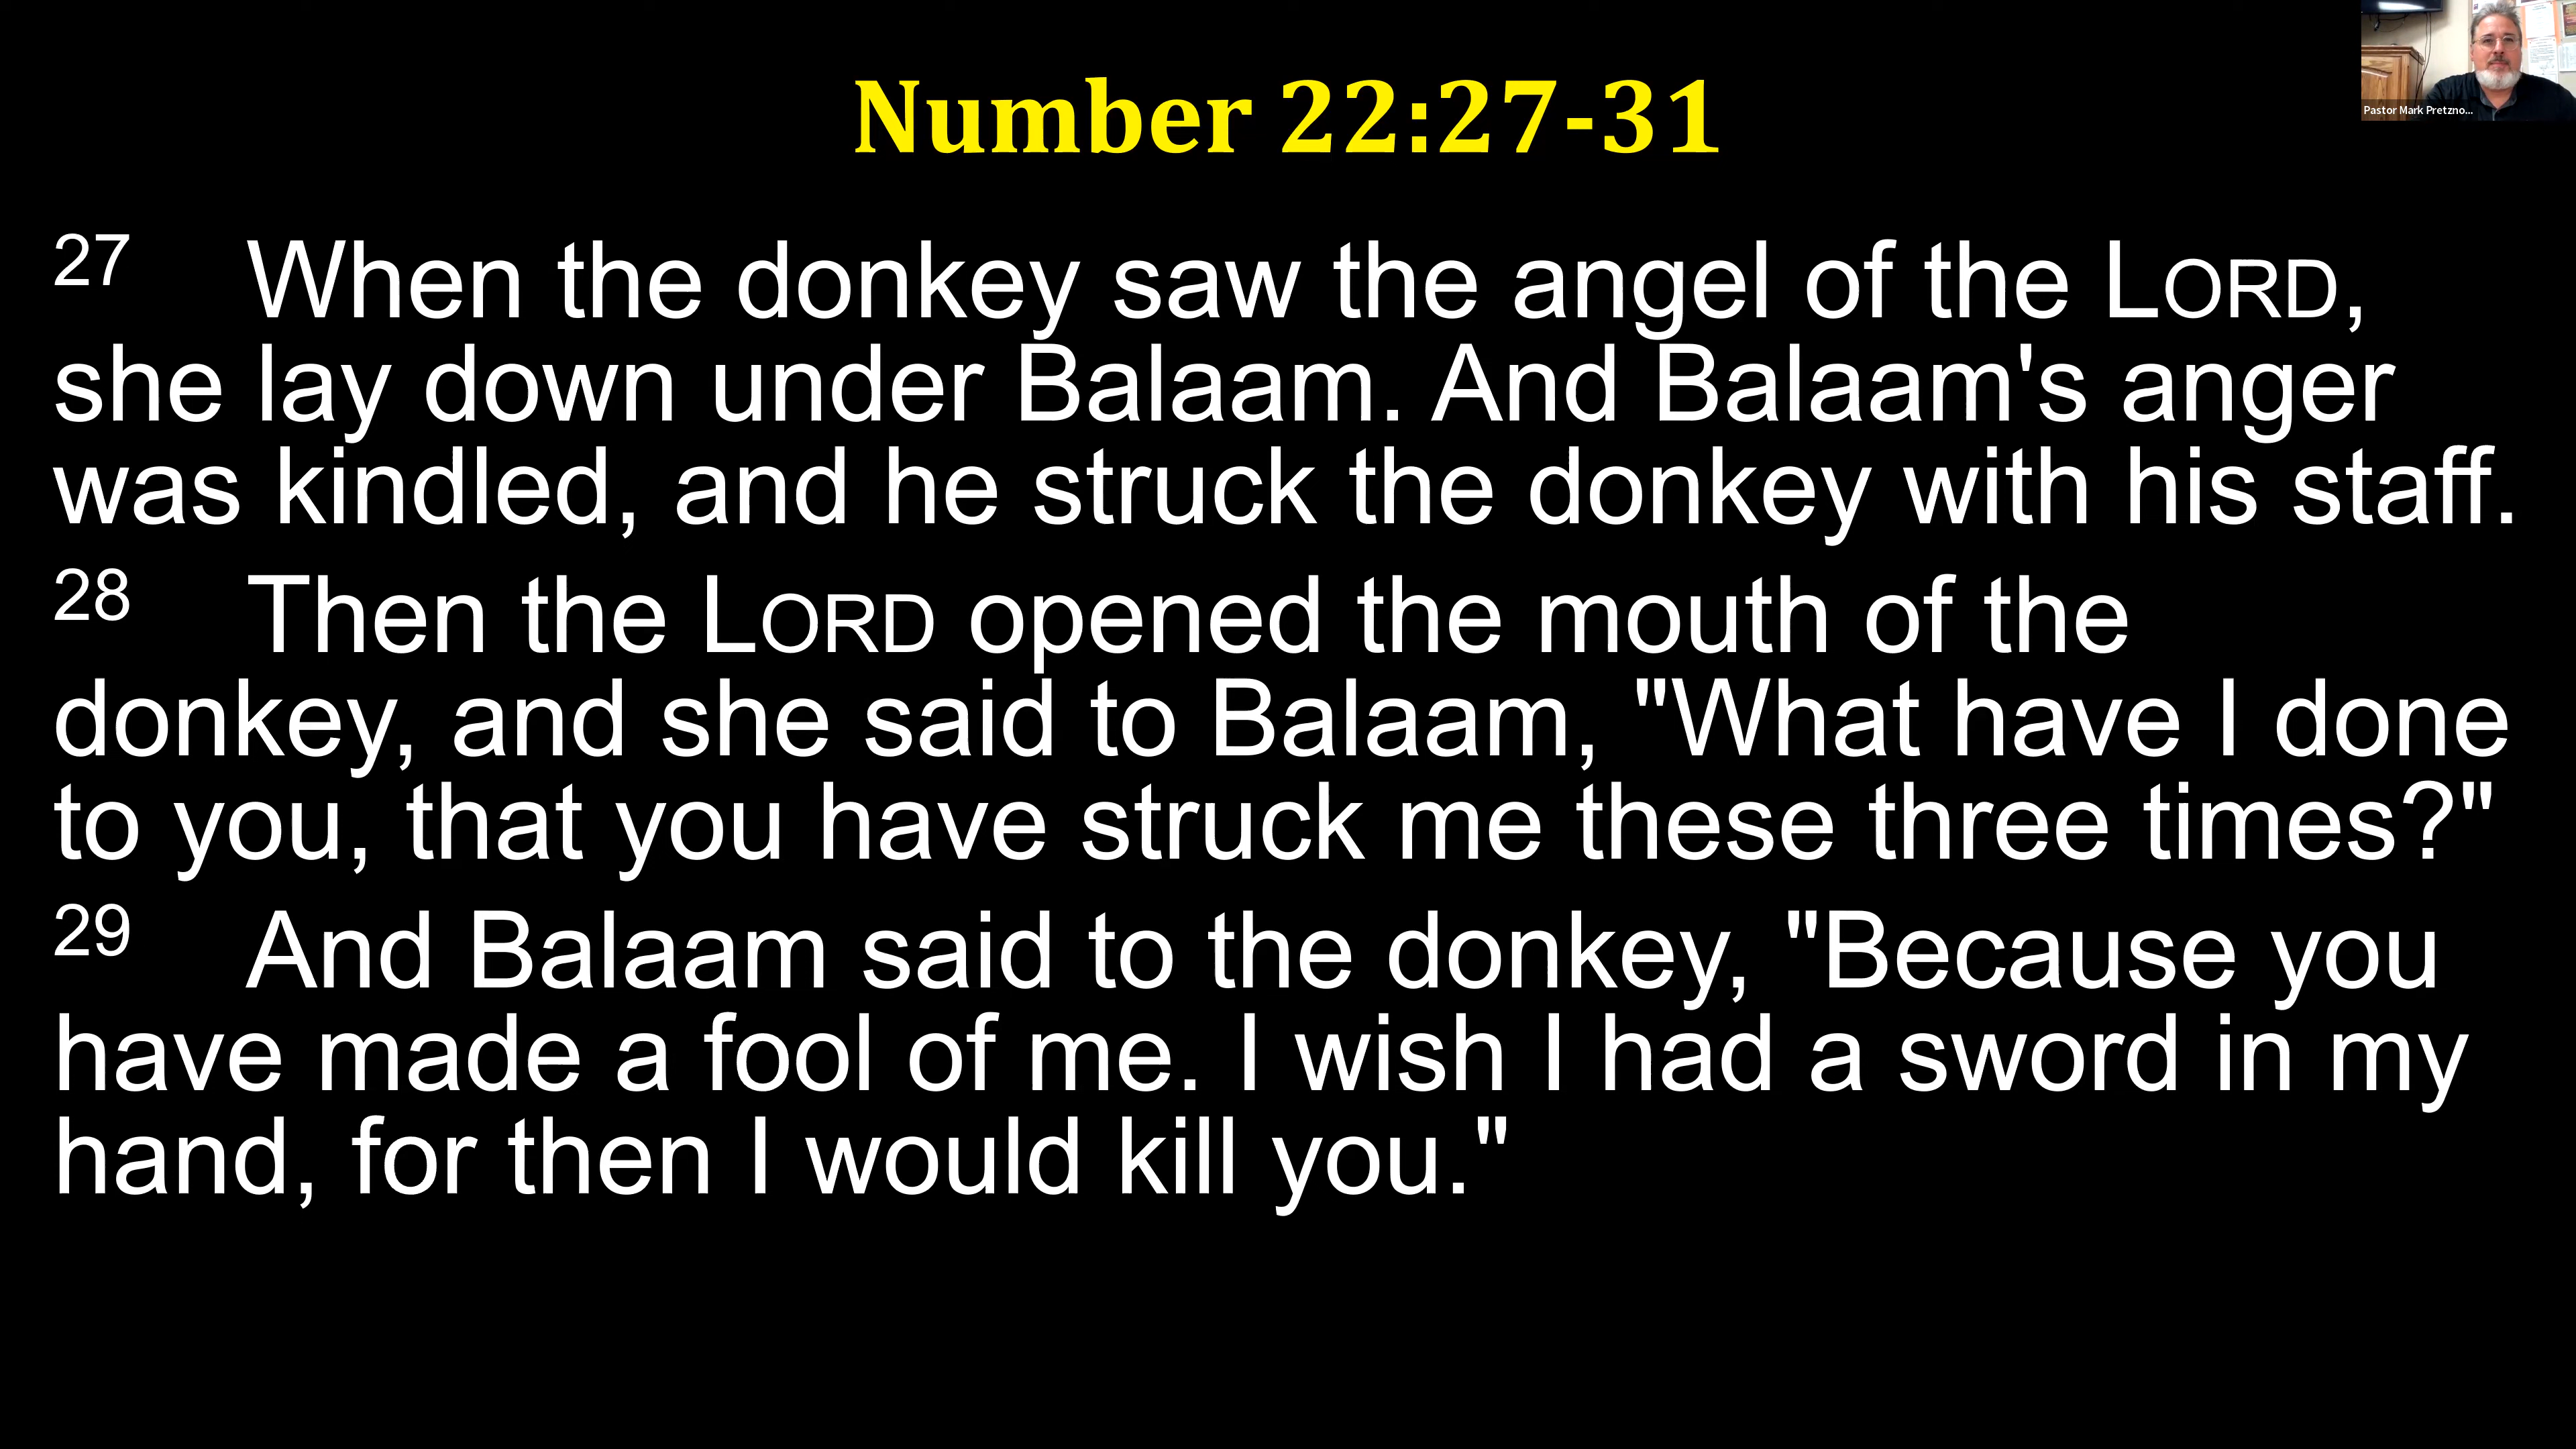 Number 22:27-31
Pastor Mark Pretzno...
27 When the donkey saw the angel of the LORD,
she lay down under Balaam. And Balaam's anger
was kindled, and he struck the donkey with his staff.
28 Then the LORD opened the mouth of the
donkey, and she said to Balaam, "What have I done
to you, that you have struck me these three times?"
29 And Balaam said to the donkey, "Because you
have made a fool of me. I wish I had a sword in my
hand, for then I would kill you."